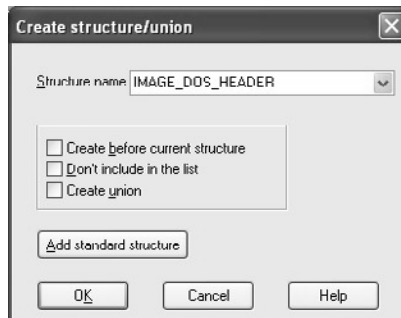 Create structure/union
Structure name IMAGE_DOS_HEADER
Create before current structure
Don't include in the list
Create union
Add standard structure
OK Cancel Help